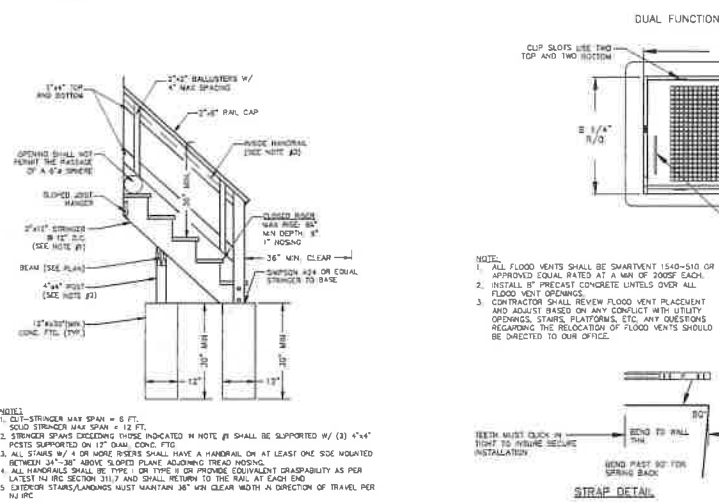 DUAL FUNCTION
CLIP SLOTS USE TWO
TOP AND TWO BOTTOM
8 1/4"
R/O
2"x2" BALLUSTERS W/
4" MAX SPACING
2"x4" TOP
AND BOTTOM
2"x6" RAIL CAP
INSIDE HANDRAIL
(SEE NOTE #3)
OPENING SHALL NOT
PERMIT THE PASSAGE
OF A 6"ø SPHERE
SLOPED JOIST
HANGER
36" MIN.
2"x12" STRINGER
@ 12" O.C.
(SEE NOTE #1)
CLOSED RISER
MAX RISE: 8¼"
MIN DEPTH: 9"
1" NOSING
36" MIN. CLEAR
BEAM (SEE PLAN)
SIMPSON A24 OR EQUAL
STRINGER TO BASE
4"x4" POST
(SEE NOTE #2)
12"x30"(MIN.)
CONC. FTG. (TYP.)
30" MIN.
30" MIN.
12"
12"
NOTE:
1. ALL FLOOD VENTS SHALL BE SMARTVENT 1540-510 OR
APPROVED EQUAL RATED AT A MIN OF 200SF EACH.
2. INSTALL 8" PRECAST CONCRETE LINTELS OVER ALL
FLOOD VENT OPENINGS.
3. CONTRACTOR SHALL REVIEW FLOOD VENT PLACEMENT
AND ADJUST BASED ON ANY CONFLICT WITH UTILITY
OPENINGS, STAIRS, PLATFORMS, ETC. ANY QUESTIONS
REGARDING THE RELOCATION OF FLOOD VENTS SHOULD
BE DIRECTED TO OUR OFFICE.
NOTE:
1. CUT-STRINGER MAX SPAN = 6 FT.
SOLID STRINGER MAX SPAN = 12 FT.
2. STRINGER SPANS EXCEEDING THOSE INDICATED IN NOTE #1 SHALL BE SUPPORTED W/ (3) 4"x4"
POSTS SUPPORTED ON 12" DIAM. CONC. FTG
3. ALL STAIRS W/ 4 OR MORE RISERS SHALL HAVE A HANDRAIL ON AT LEAST ONE SIDE MOUNTED
BETWEEN 34"-38" ABOVE SLOPED PLANE ADJOINING TREAD NOSING.
4. ALL HANDRAILS SHALL BE TYPE I OR TYPE II OR PROVIDE EQUIVALENT GRASPABILITY AS PER
LATEST NJ IRC SECTION 311.7 AND SHALL RETURN TO THE RAIL AT EACH END
5. EXTERIOR STAIRS/LANDINGS MUST MAINTAIN 36" MIN CLEAR WIDTH IN DIRECTION OF TRAVEL PER
NJ IRC
90°
TEETH MUST CLICK IN
TIGHT TO INSURE SECURE
INSTALLATION
BEND TO WALL
BEND PAST 90° FOR
SPRING BACK
STRAP DETAIL